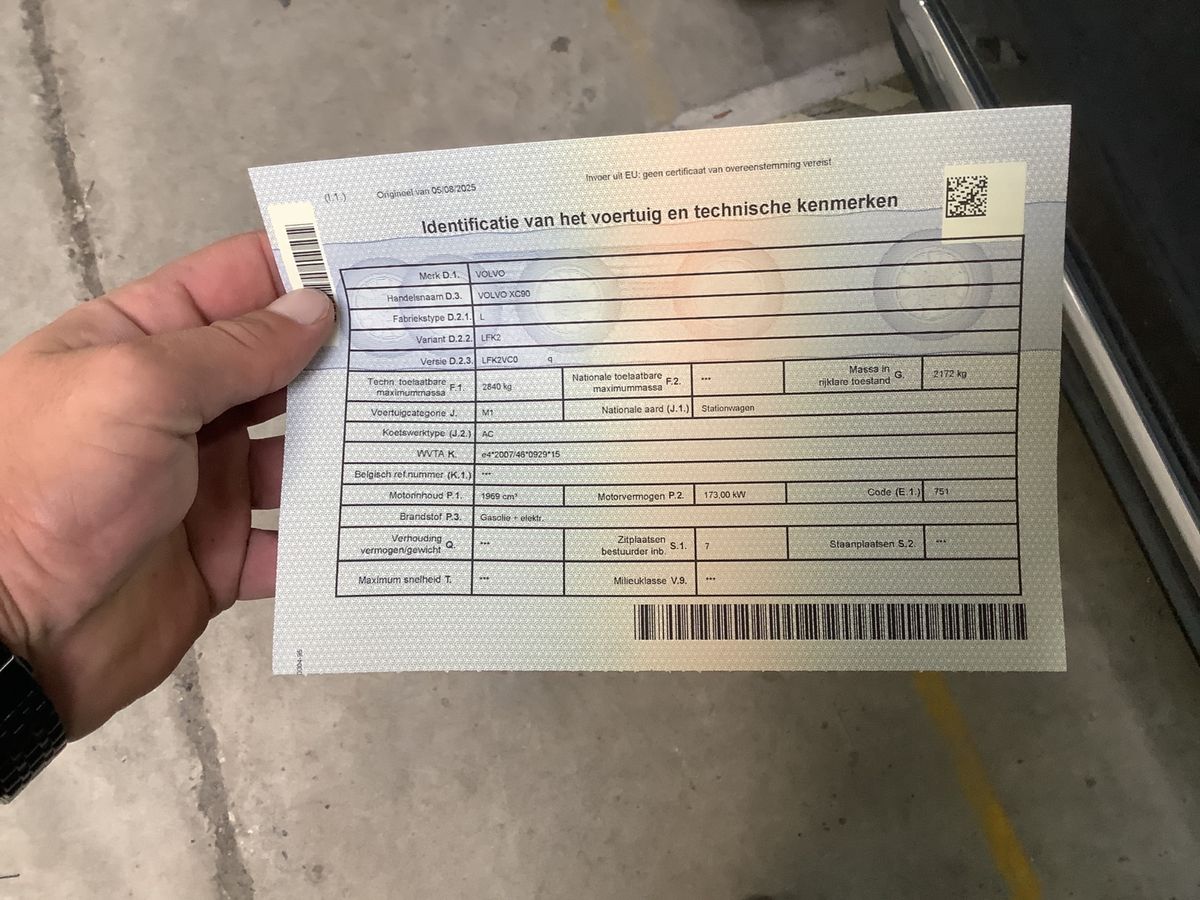 (I.1.) Origineel van 05/08/2025 Invoer uit EU: geen certificaat van overeenstemming vereist
Identificatie van het voertuig en technische kenmerken
Merk D.1. VOLVO
Handelsnaam D.3. VOLVO XC90
Fabriekstype D.2.1. L
Variant D.2.2. LFK2
Versie D.2.3. LFK2VC0 q
Techn. toelaatbare maximummassa F.1. 2840 kg Nationale toelaatbare maximummassa F.2. *** Massa in rijklare toestand G. 2172 kg
Voertuigcategorie J. M1 Nationale aard (J.1.) Stationwagen
Koetswerktype (J.2.) AC
WVTA K. e4*2007/46*0929*15
Belgisch ref.nummer (K.1.) ***
Motorinhoud P.1. 1969 cm³ Motorvermogen P.2. 173,00 kW Code (E.1.) 751
Brandstof P.3. Gasolie + elektr.
Verhouding vermogen/gewicht Q. *** Zitplaatsen bestuurder inb. S.1. 7 Staanplaatsen S.2. ***
Maximum snelheid T. *** Milieuklasse V.9. ***